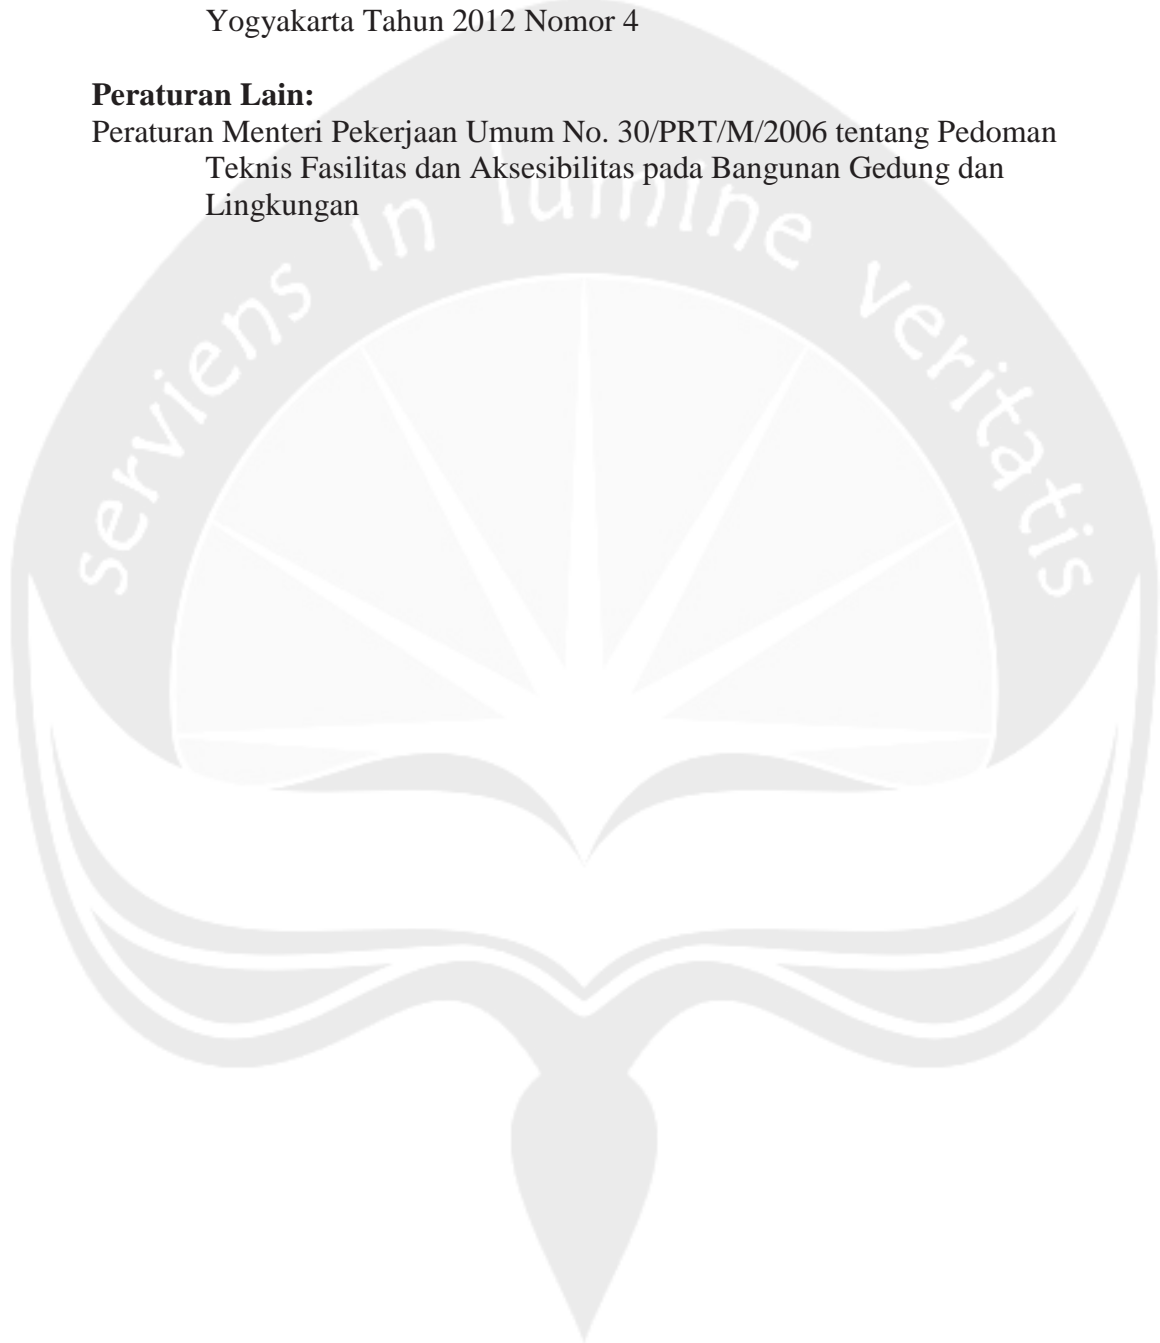 Yogyakarta Tahun 2012 Nomor 4
Peraturan Lain:
Peraturan Menteri Pekerjaan Umum No. 30/PRT/M/2006 tentang Pedoman
Teknis Fasilitas dan Aksesibilitas pada Bangunan Gedung dan
Lingkungan
serviens in lumine veritatis